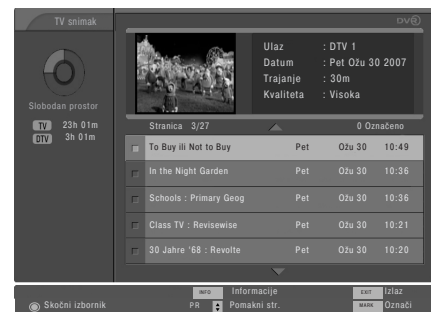 TV snimak
DVB
Slobodan prostor
TV 23h 01m
DTV 3h 01m
Ulaz : DTV 1
Datum : Pet Ožu 30 2007
Trajanje : 30m
Kvaliteta : Visoka
Stranica 3/27 0 Označeno
To Buy ili Not to Buy Pet Ožu 30 10:49
In the Night Garden Pet Ožu 30 10:36
Schools : Primary Geog Pet Ožu 30 10:36
Class TV : Revisewise Pet Ožu 30 10:21
30 Jahre '68 : Revolte Pet Ožu 30 10:20
INFO Informacije EXIT Izlaz
Skočni izbornik PR Pomakni str. MARK Označi